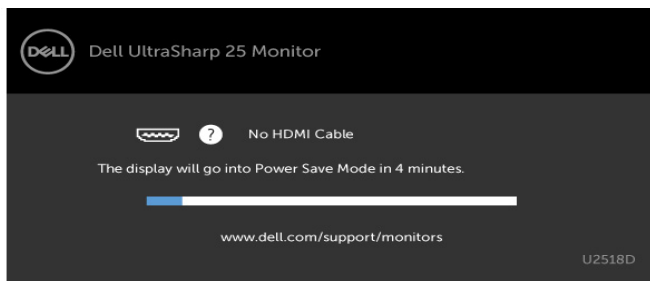 DELL
Dell UltraSharp 25 Monitor
? No HDMI Cable
The display will go into Power Save Mode in 4 minutes.
www.dell.com/support/monitors
U2518D